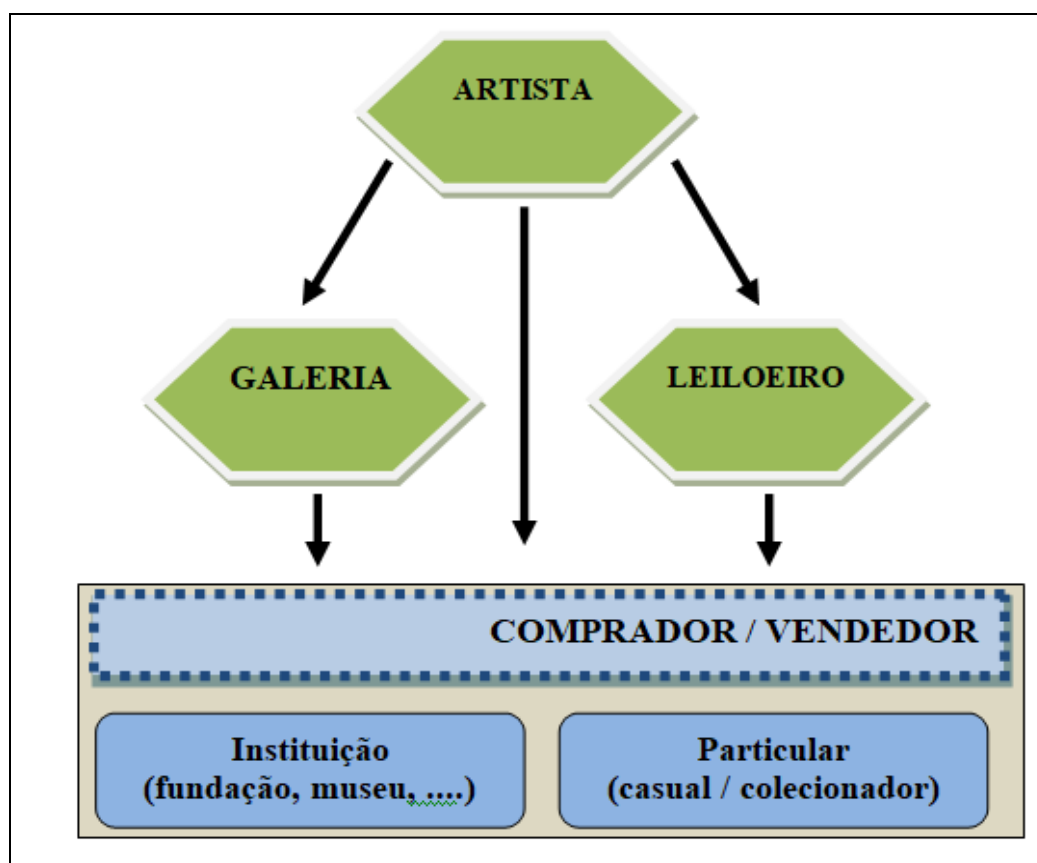 ARTISTA
GALERIA
LEILOEIRO
COMPRADOR / VENDEDOR
Instituição
(fundação, museu, ....)
Particular
(casual / colecionador)